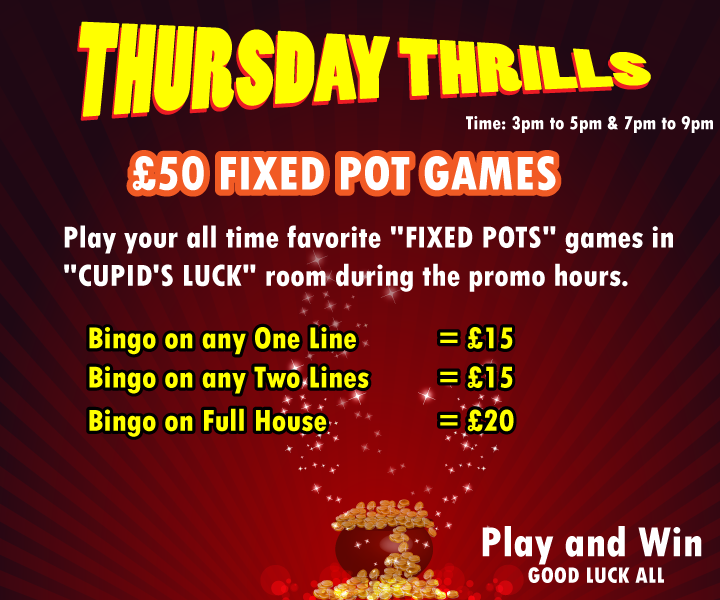 THURSDAY THRILLS
Time: 3pm to 5pm & 7pm to 9pm
£50 FIXED POT GAMES
Play your all time favorite "FIXED POTS" games in
"CUPID'S LUCK" room during the promo hours.
Bingo on any One Line = £15
Bingo on any Two Lines = £15
Bingo on Full House = £20
Play and Win
GOOD LUCK ALL